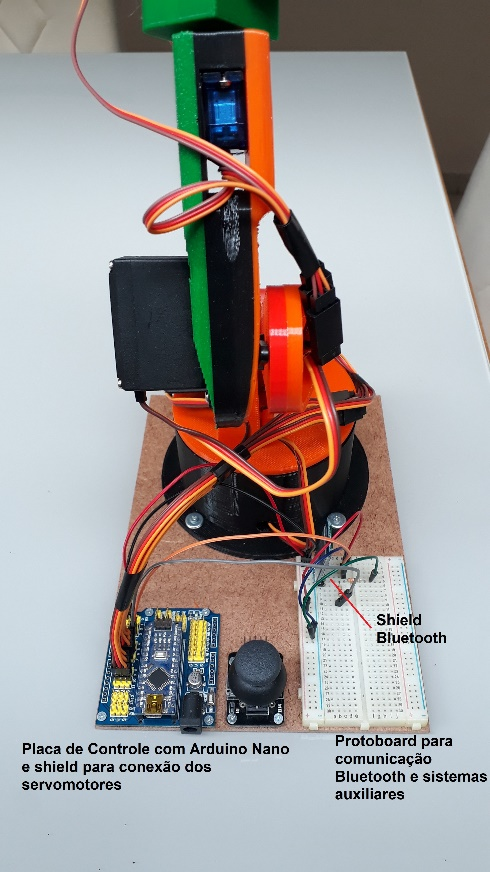 Shield
Bluetooth
Placa de Controle com Arduino Nano
e shield para conexão dos
servomotores
Protoboard para
comunicação
Bluetooth e sistemas
auxiliares